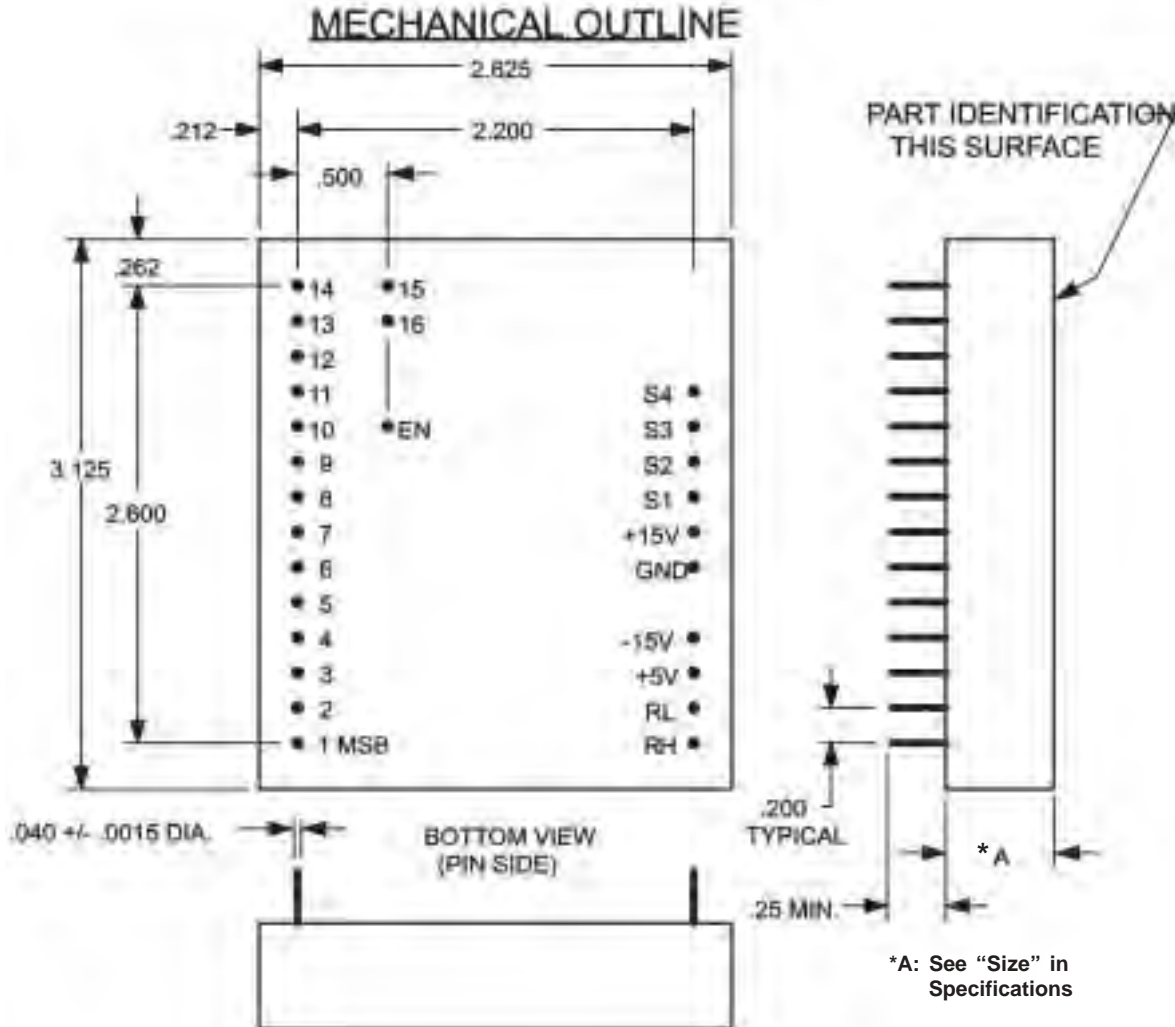 MECHANICAL OUTLINE
2.625
.212
2.200
.500
PART IDENTIFICATION
THIS SURFACE
.262
14
15
13
16
12
11
S4
10
EN
S3
3.125
9
S2
8
S1
2.600
7
+15V
6
GND
5
4
-15V
3
+5V
2
RL
1 MSB
RH
.040 +/- .0015 DIA.
BOTTOM VIEW
(PIN SIDE)
.200
TYPICAL
* A
.25 MIN.
*A: See “Size” in
Specifications